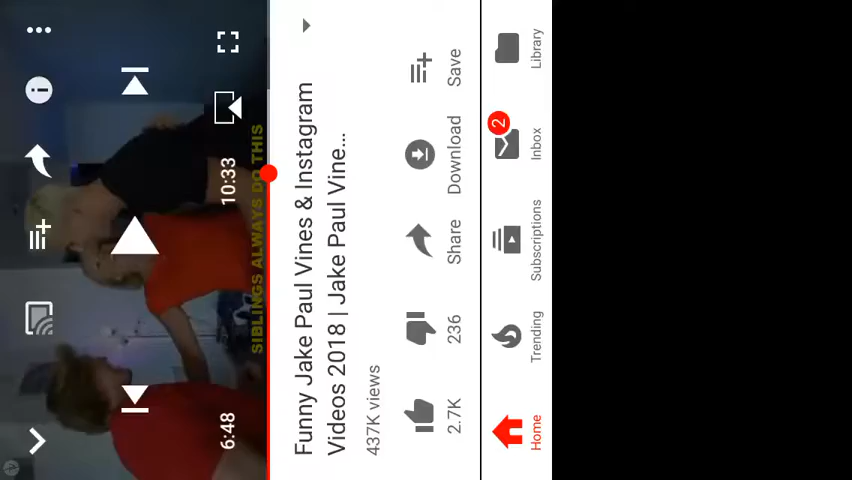 SIBLINGS ALWAYS DO THIS
6:48
10:33
Funny Jake Paul Vines & Instagram
Videos 2018 | Jake Paul Vine...
437K views
2.7K
236
Share
Download
Save
Home
Trending
Subscriptions
Inbox
2
Library